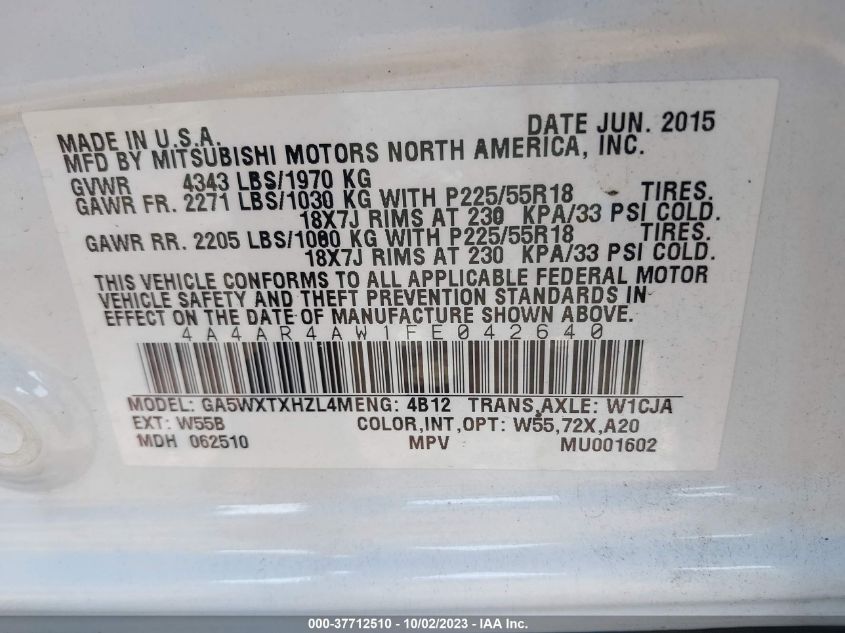 MADE IN U.S.A. DATE JUN. 2015
MFD BY MITSUBISHI MOTORS NORTH AMERICA, INC.
GVWR 4343 LBS/1970 KG
GAWR FR. 2271 LBS/1030 KG WITH P225/55R18 TIRES.
18X7J RIMS AT 230 KPA/33 PSI COLD.
GAWR RR. 2205 LBS/1000 KG WITH P225/55R18 TIRES.
18X7J RIMS AT 230 KPA/33 PSI COLD.
THIS VEHICLE CONFORMS TO ALL APPLICABLE FEDERAL MOTOR
VEHICLE SAFETY AND THEFT PREVENTION STANDARDS IN
EFFECT ON THE DATE OF MANUFACTURE SHOWN ABOVE.
4A4AR4AW1FE042640
MODEL: GA5WXTXHZL4MENG: 4B12 TRANS,AXLE: W1CJA
EXT: W55B COLOR,INT,OPT: W55,72X,A20
MDH 062510 MPV MU001602
000-37712510 - 10/02/2023 - IAA Inc.